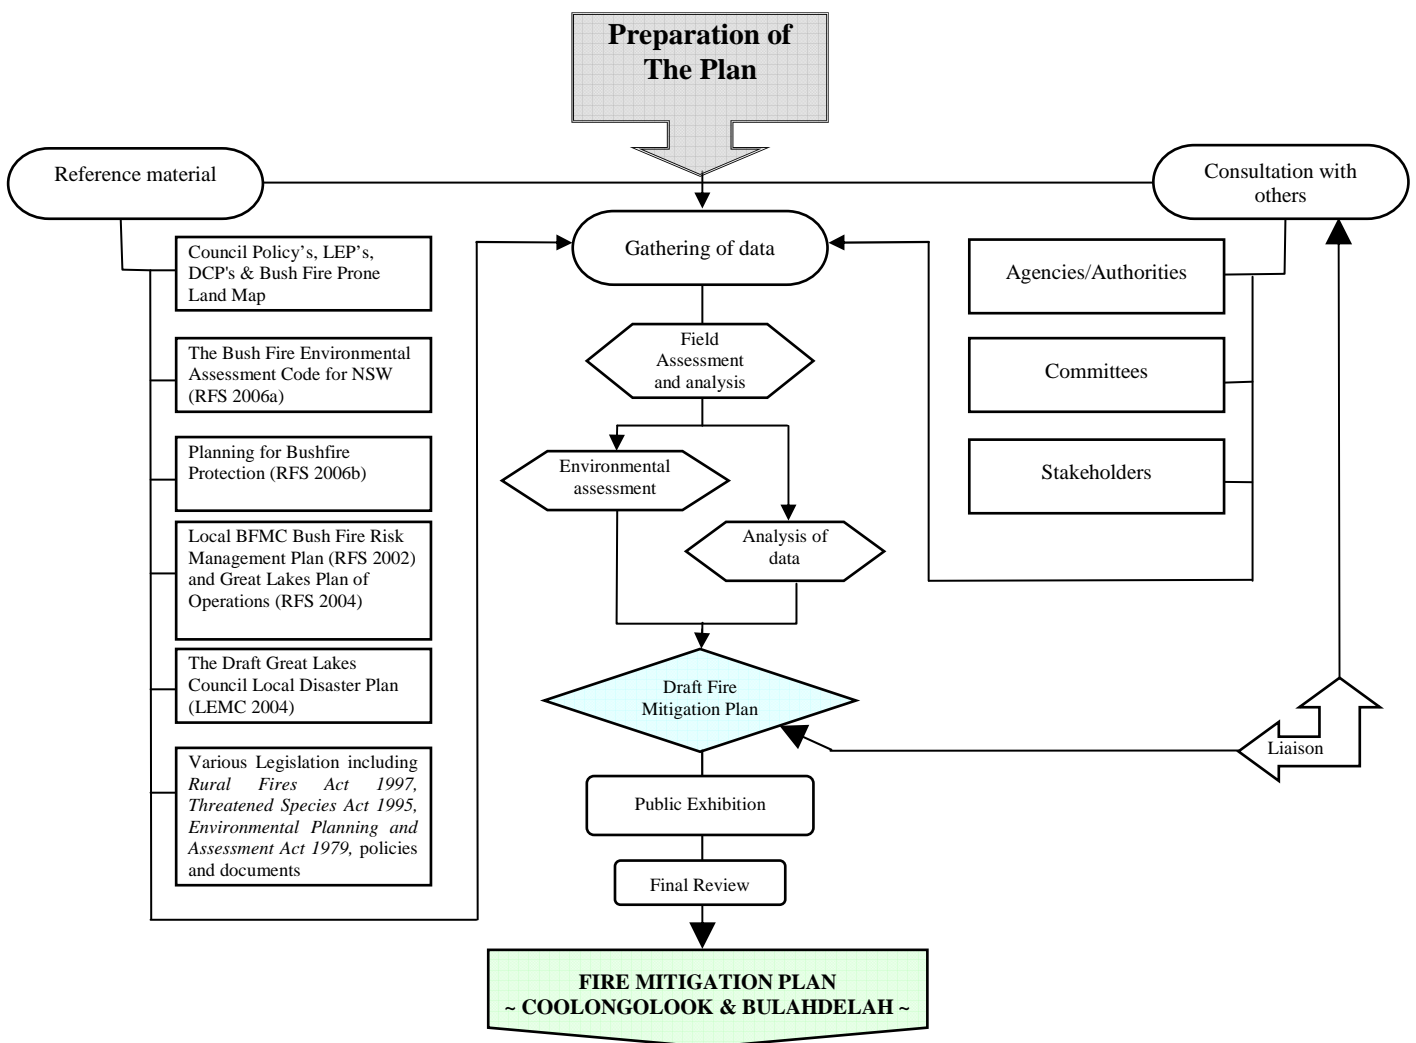 Preparation of
The Plan
Reference material
Consultation with
others
Council Policy’s, LEP’s,
DCP's & Bush Fire Prone
Land Map
The Bush Fire Environmental
Assessment Code for NSW
(RFS 2006a)
Planning for Bushfire
Protection (RFS 2006b)
Local BFMC Bush Fire Risk
Management Plan (RFS 2002)
and Great Lakes Plan of
Operations (RFS 2004)
The Draft Great Lakes
Council Local Disaster Plan
(LEMC 2004)
Various Legislation including
Rural Fires Act 1997,
Threatened Species Act 1995,
Environmental Planning and
Assessment Act 1979, policies
and documents
Gathering of data
Field
Assessment
and analysis
Environmental
assessment
Analysis of
data
Agencies/Authorities
Committees
Stakeholders
Draft Fire
Mitigation Plan
Liaison
Public Exhibition
Final Review
FIRE MITIGATION PLAN
~ COOLONGOLOOK & BULAHDELAH ~